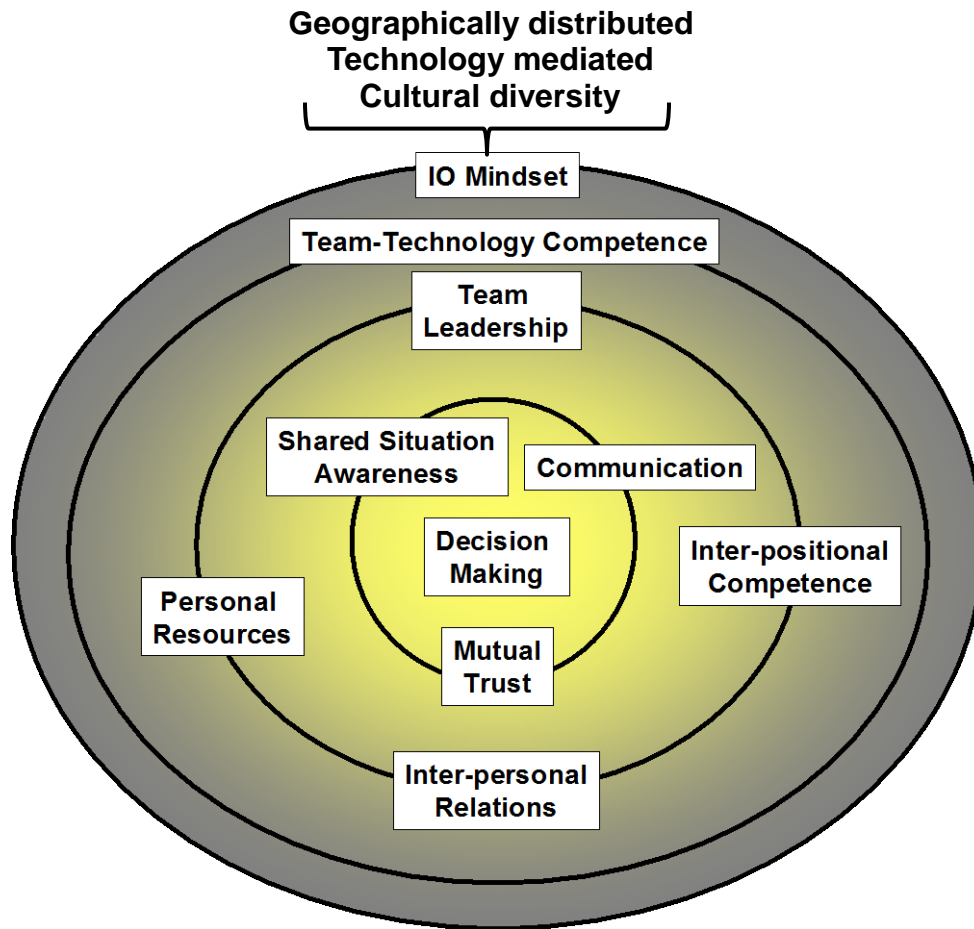 Geographically distributed
Technology mediated
Cultural diversity
IO Mindset
Team-Technology Competence
Team
Leadership
Shared Situation
Awareness
Communication
Decision
Making
Inter-positional
Competence
Personal
Resources
Mutual
Trust
Inter-personal
Relations